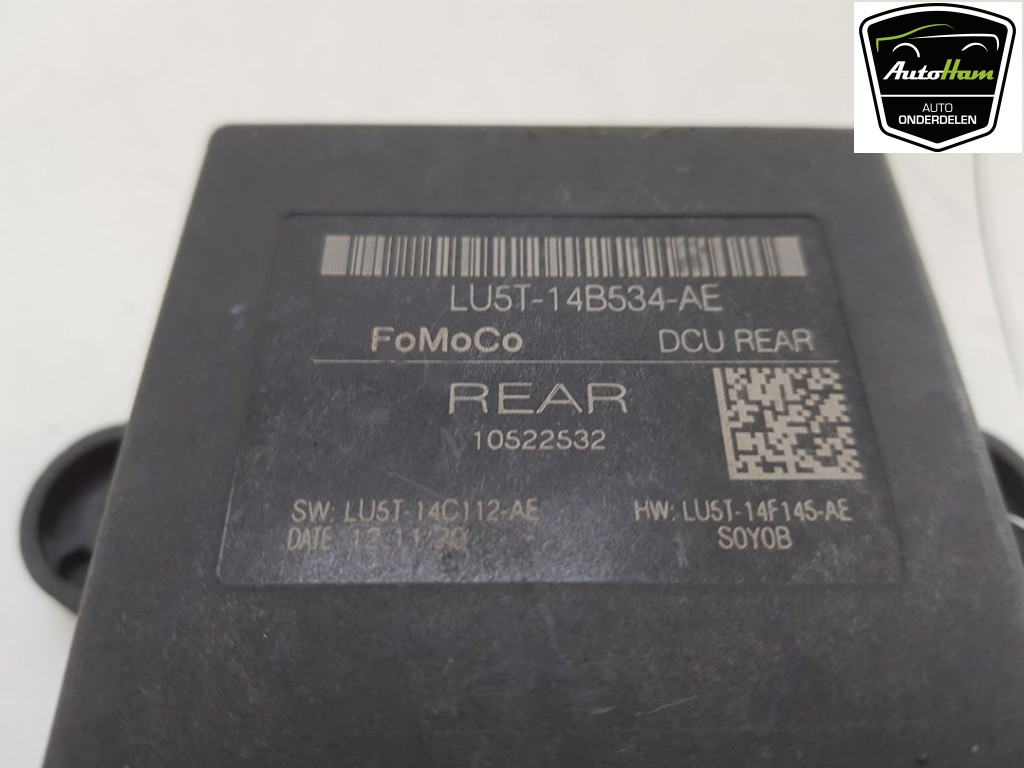 AutoHam
AUTO
ONDERDELEN
LU5T-14B534-AE
FoMoCo DCU REAR
REAR
10522532
SW: LU5T-14C112-AE HW: LU5T-14F145-AE
DATE 12.11.20 S0Y0B